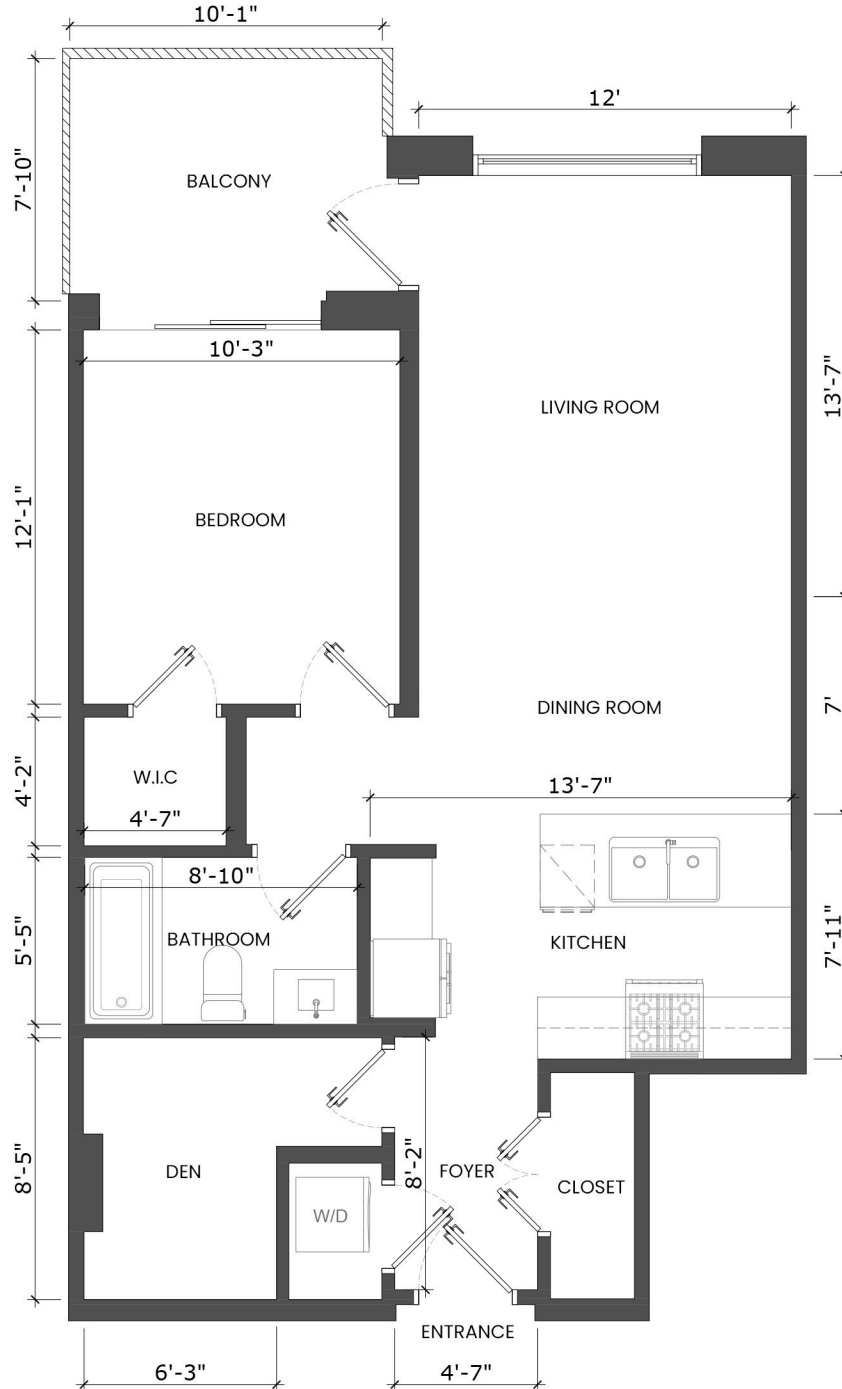 10'-1"
12'
7'-10"
BALCONY
10'-3"
13'-7"
LIVING ROOM
12'-1"
BEDROOM
7'
DINING ROOM
4'-2"
W.I.C
13'-7"
4'-7"
8'-10"
5'-5"
BATHROOM
KITCHEN
7'-11"
8'-5"
DEN
8'-2"
FOYER
CLOSET
W/D
ENTRANCE
6'-3"
4'-7"